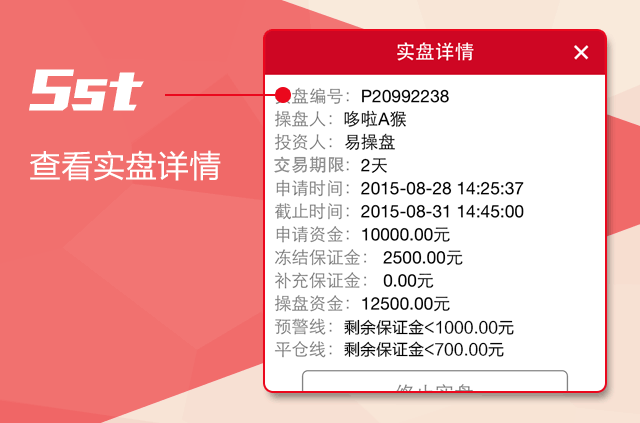 5st
查看实盘详情
实盘详情
实盘编号：P20992238
操盘人：哆啦A猴
投资人：易操盘
交易期限：2天
申请时间：2015-08-28 14:25:37
截止时间：2015-08-31 14:45:00
申请资金：10000.00元
冻结保证金：2500.00元
补充保证金：0.00元
操盘资金：12500.00元
预警线：剩余保证金<1000.00元
平仓线：剩余保证金<700.00元
终止实盘